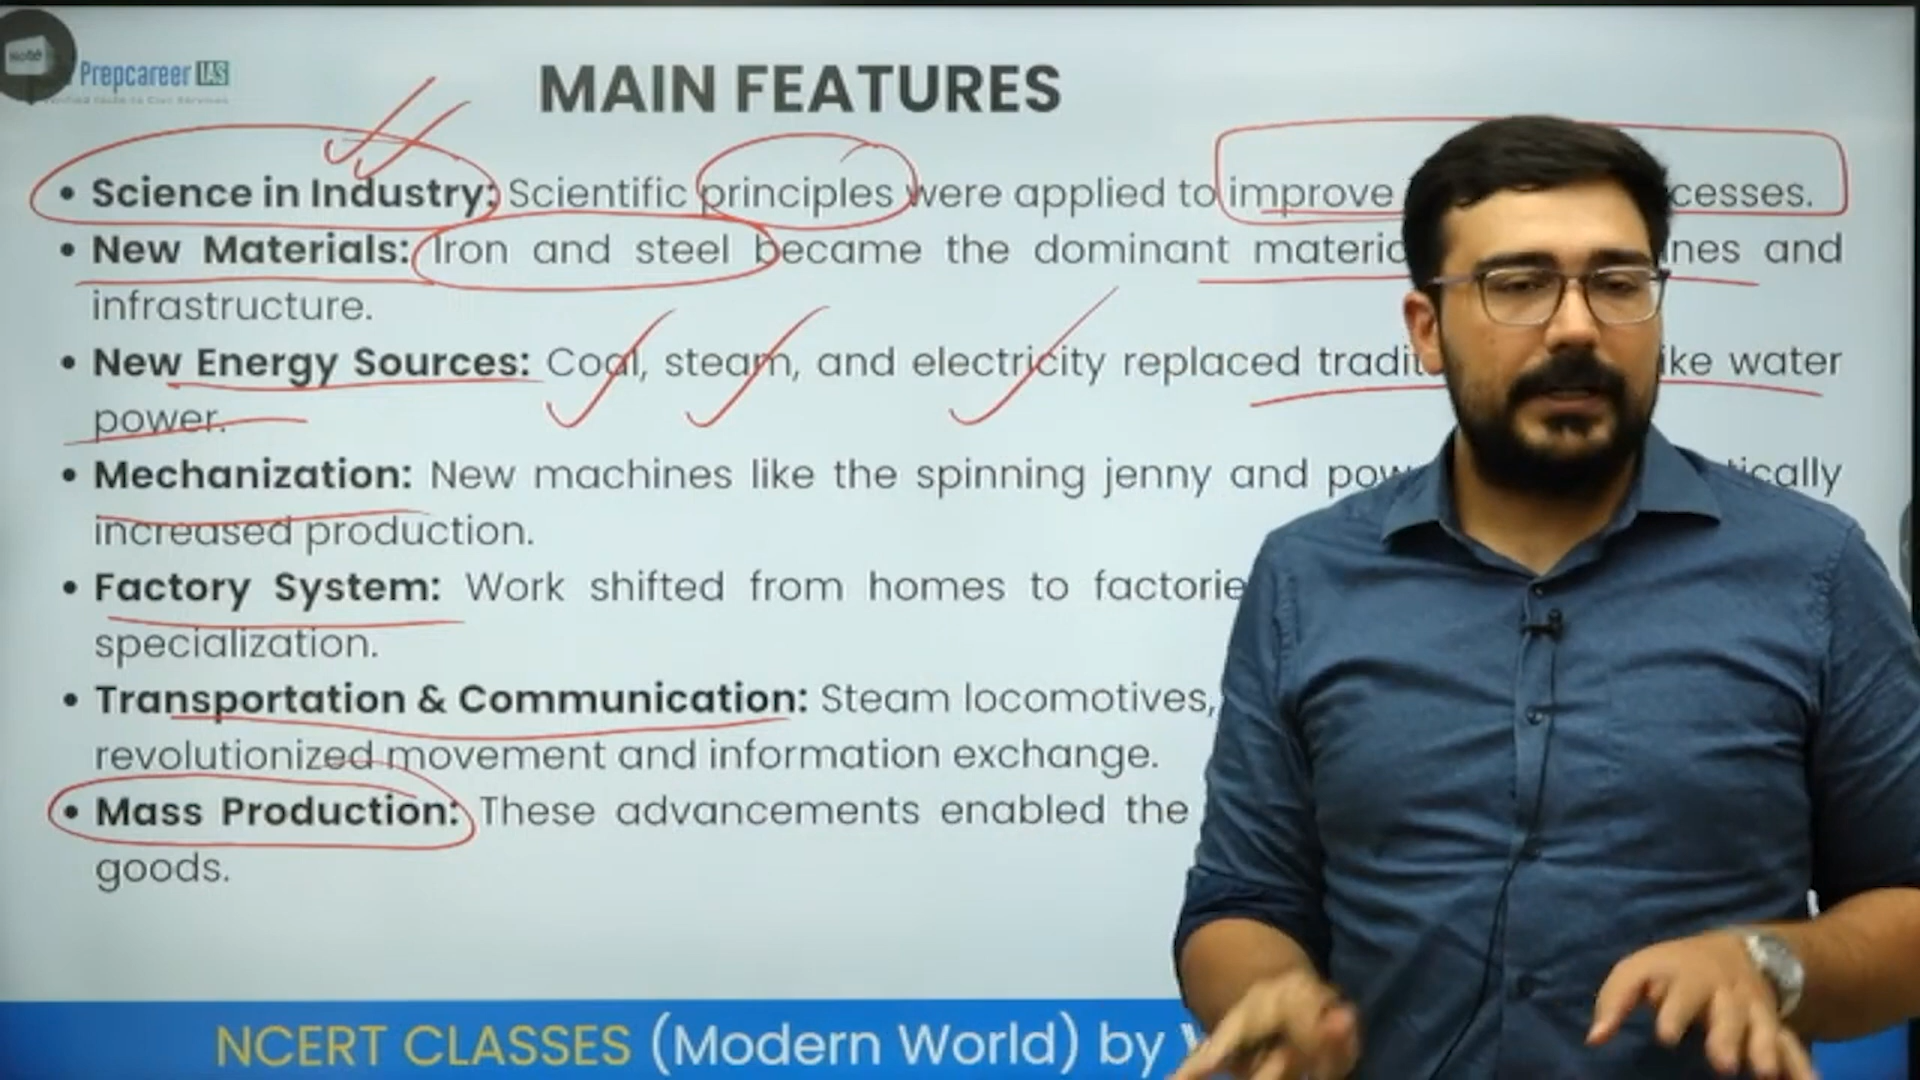 Prepcareer IAS
MAIN FEATURES
• Science in Industry: Scientific principles were applied to improve
• New Materials: Iron and steel became the dominant and
infrastructure.
• New Energy Sources: Coal, steam, and electricity replaced water
power.
• Mechanization: New machines like the spinning jenny and
increased production.
• Factory System: Work shifted from homes to
specialization.
• Transportation & Communication: Steam locomotives,
revolutionized movement and information exchange.
• Mass Production: These advancements enabled the
goods.
NCERT CLASSES (Modern World) by